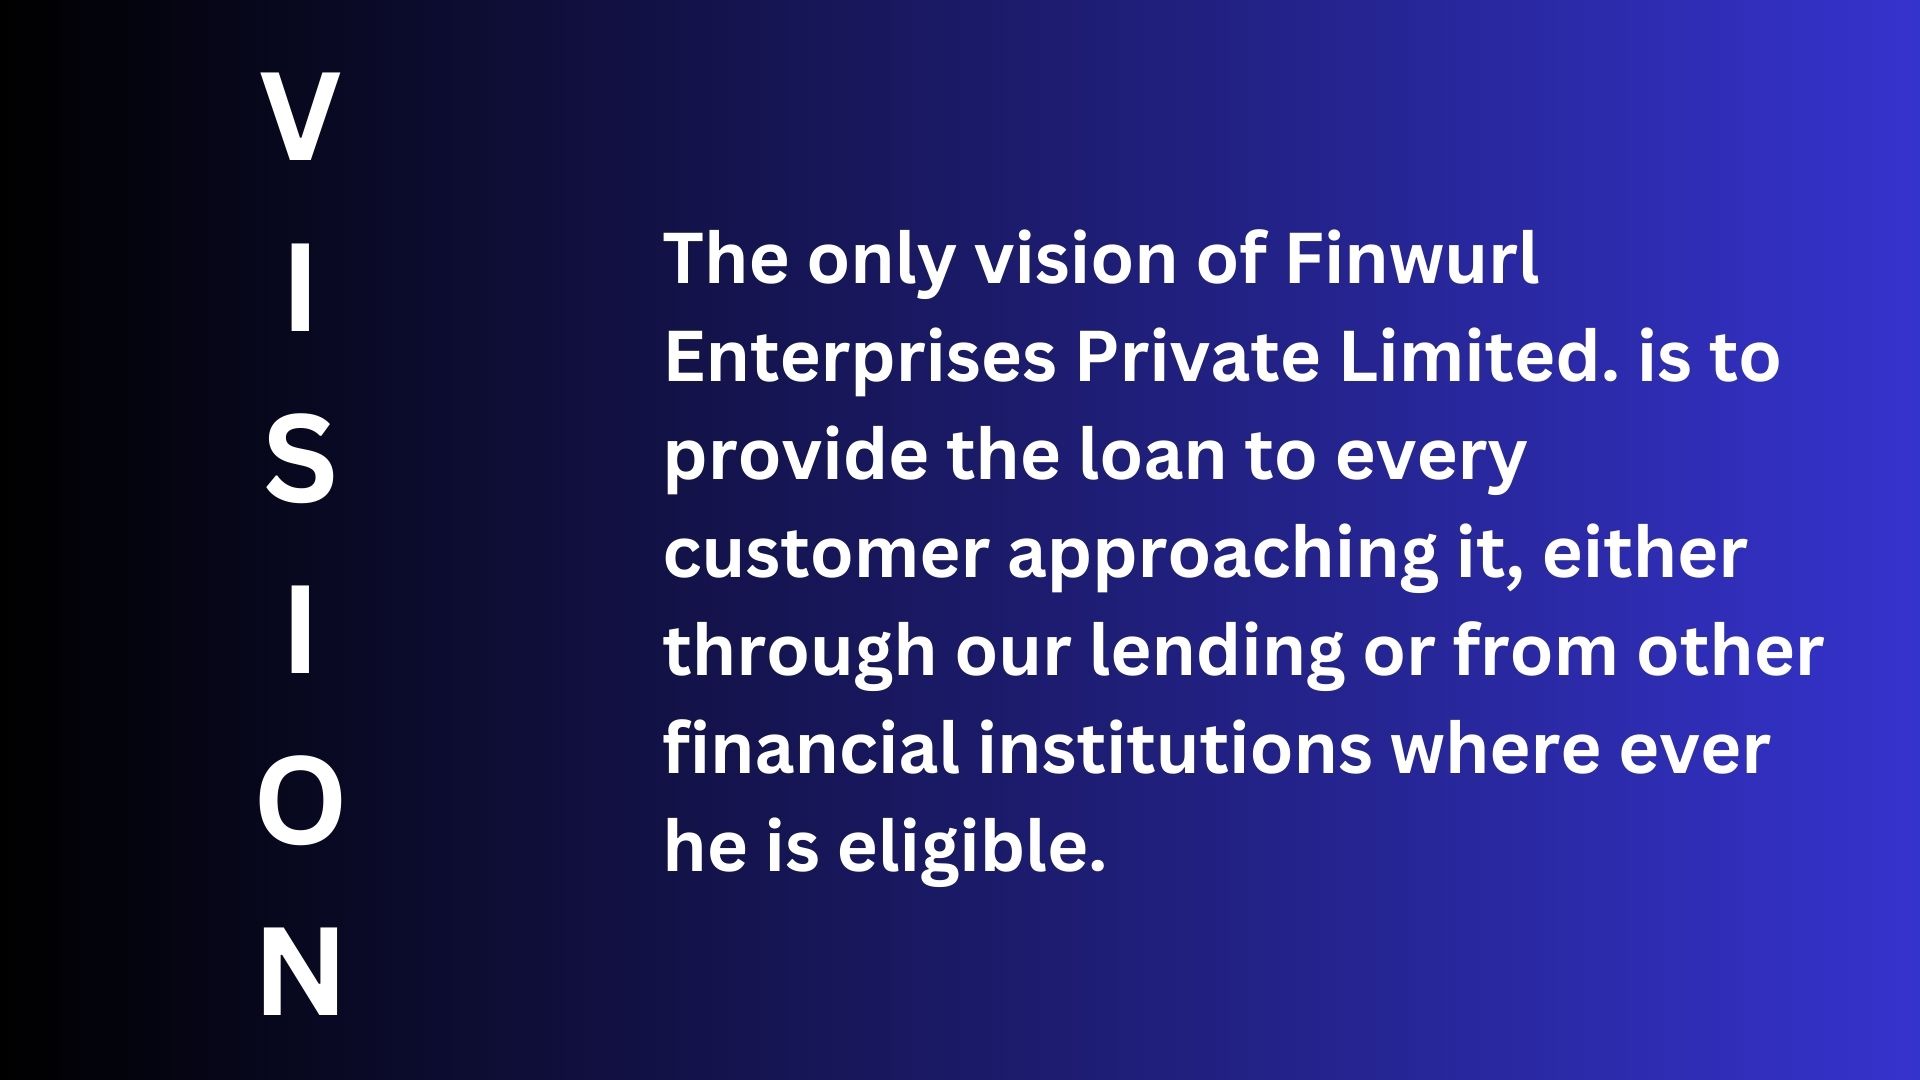 V
I
S
I
O
N
The only vision of Finwurl
Enterprises Private Limited. is to
provide the loan to every
customer approaching it, either
through our lending or from other
financial institutions where ever
he is eligible.